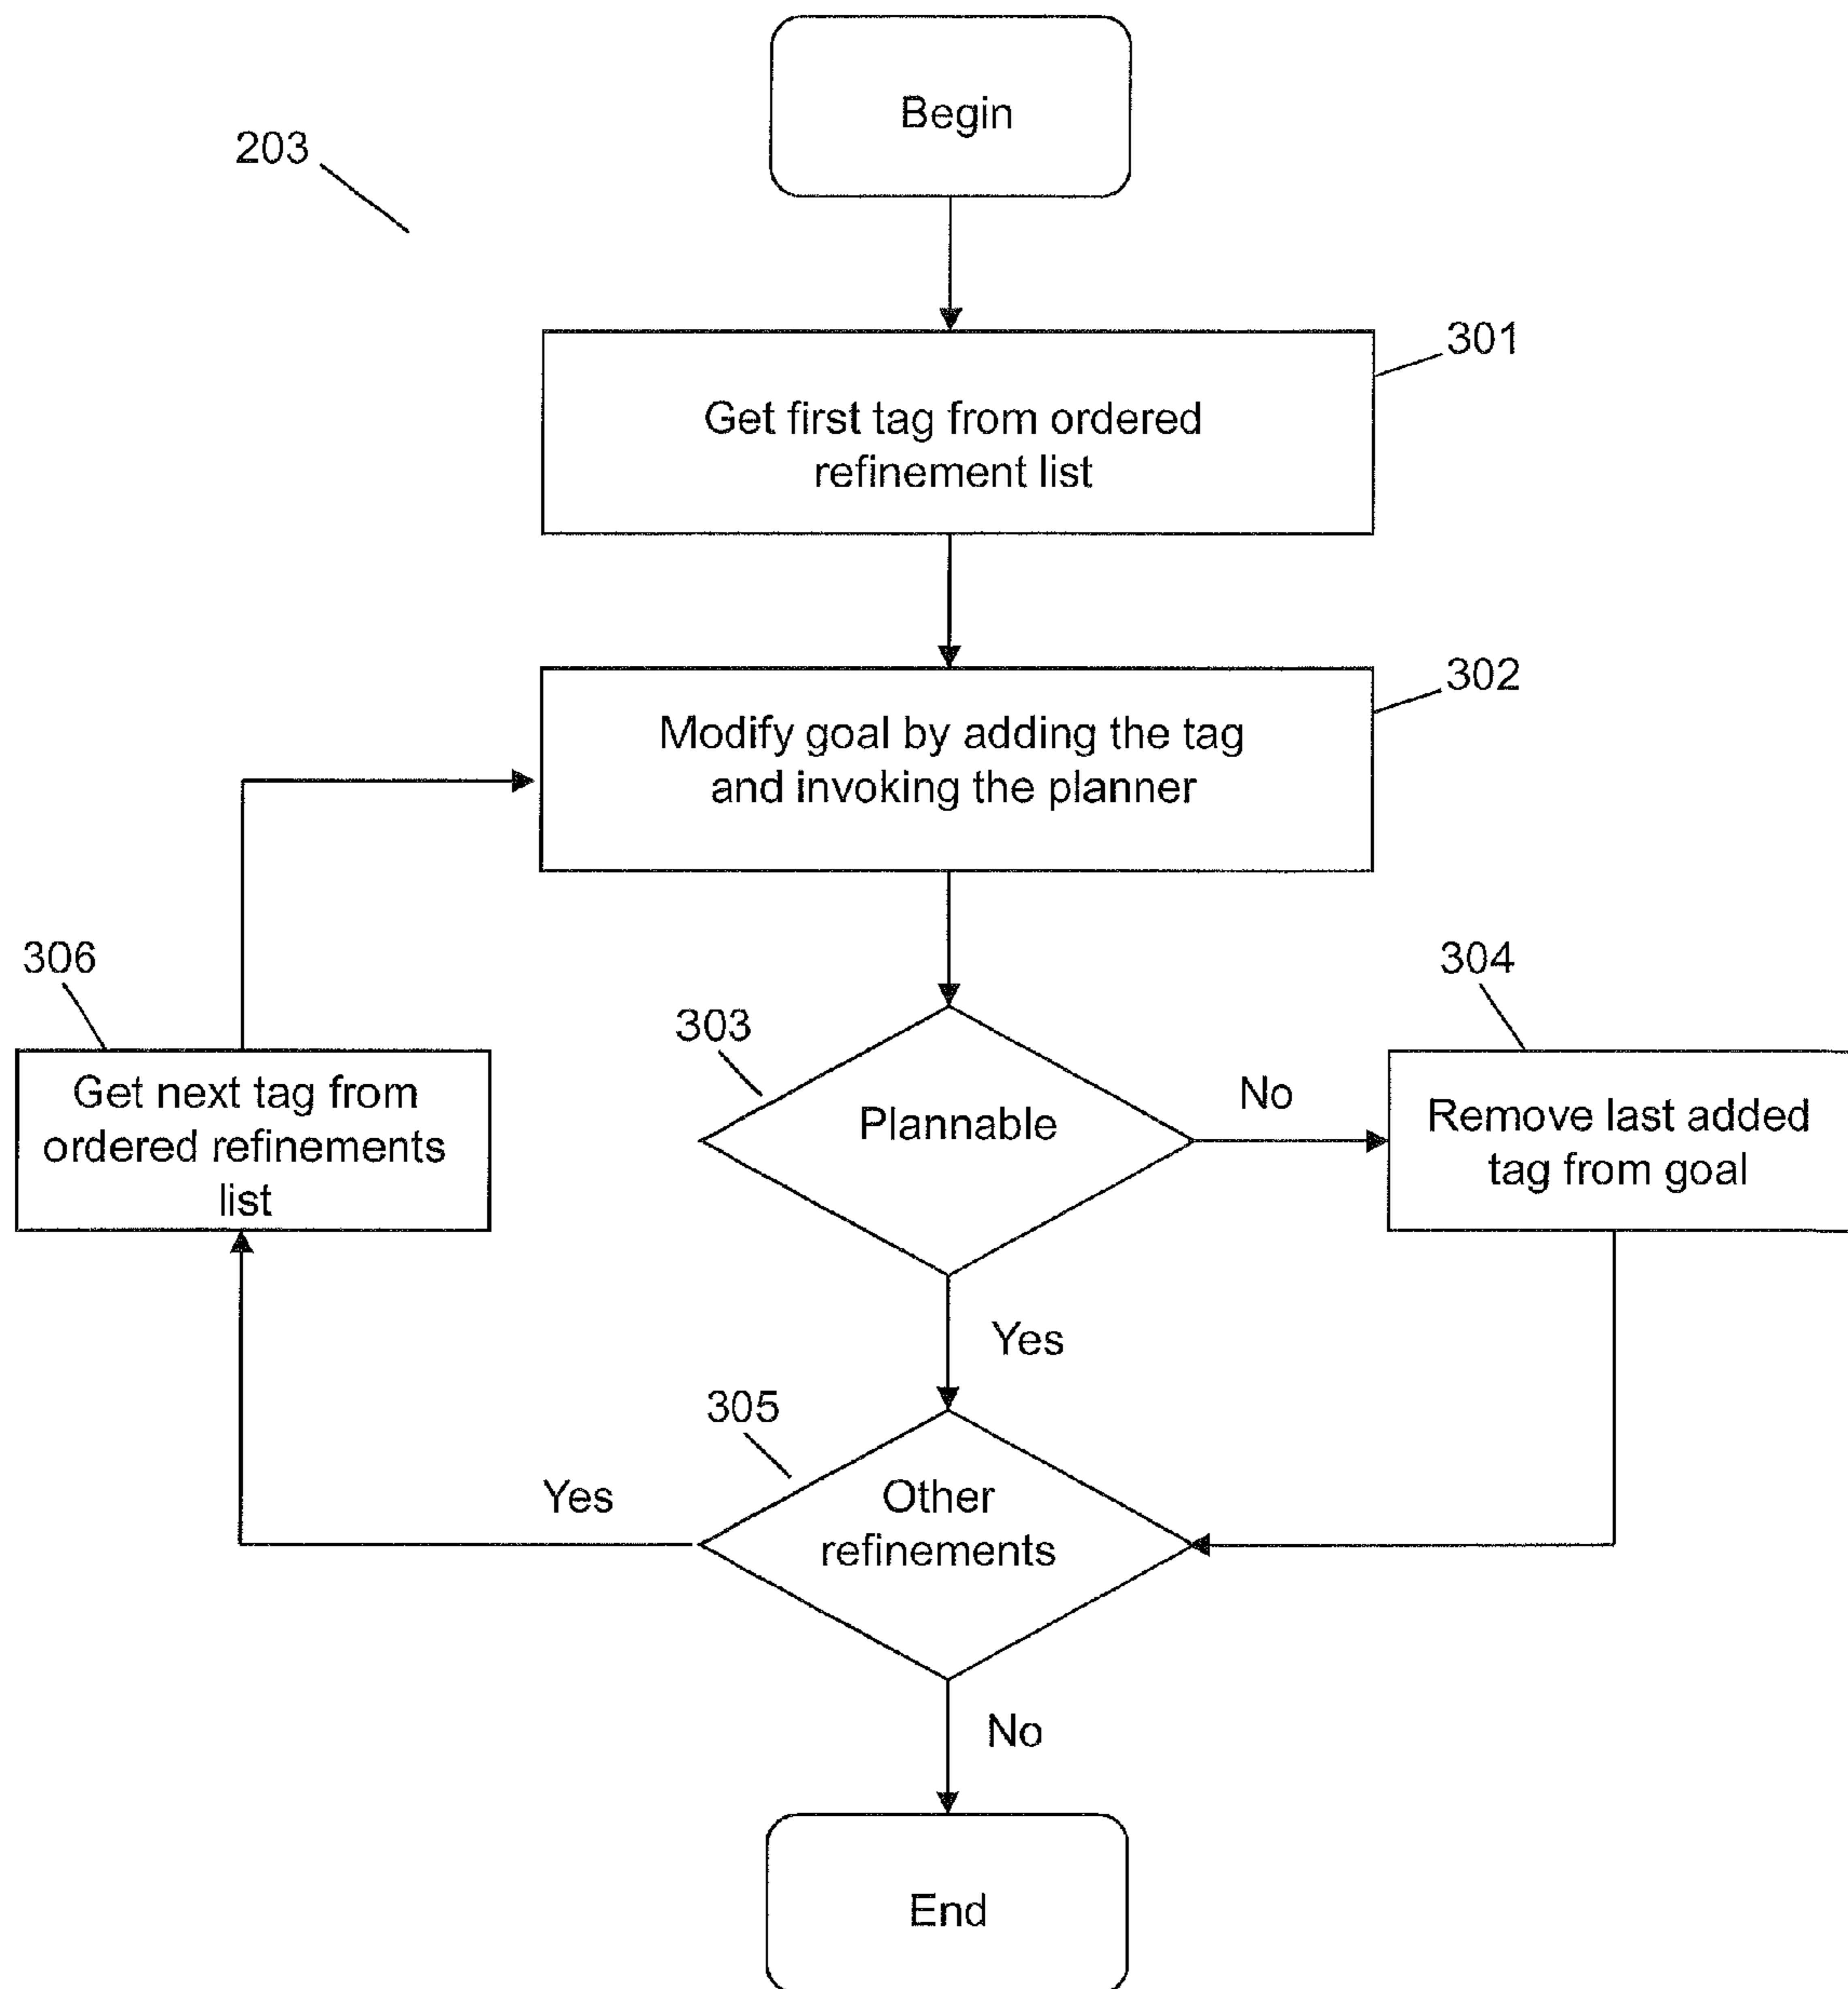 Begin
203
301
Get first tag from ordered
refinement list
302
Modify goal by adding the tag
and invoking the planner
306
304
303
Get next tag from
ordered refinements
list
Plannable
No
Remove last added
tag from goal
Yes
305
Yes
Other
refinements
No
End